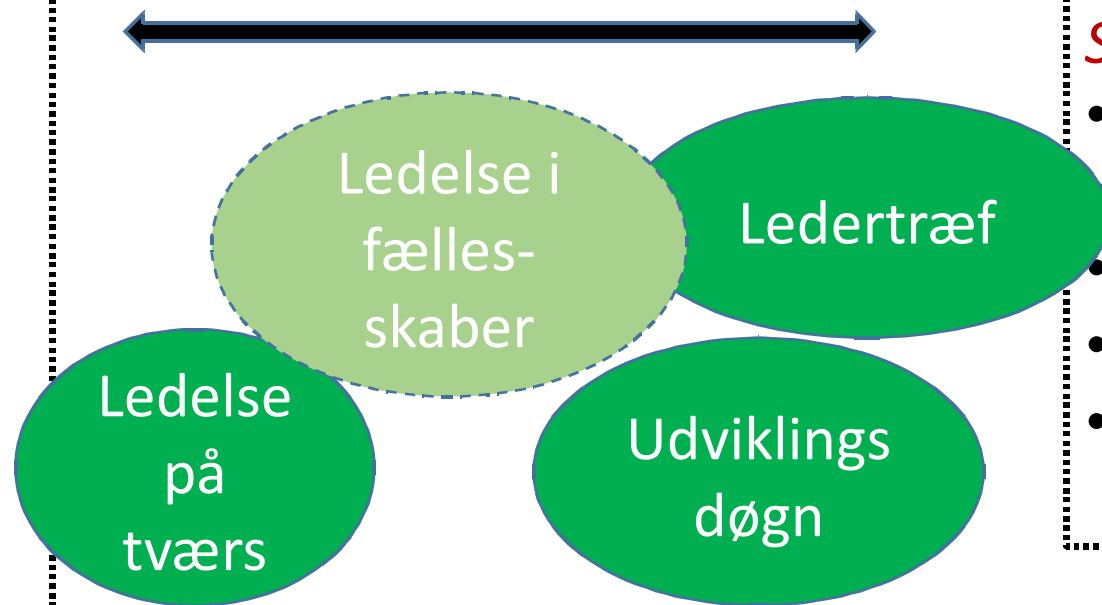 Ledelse i
fælles-
skaber
Ledertræf
Ledelse
på
tværs
Udviklings
døgn